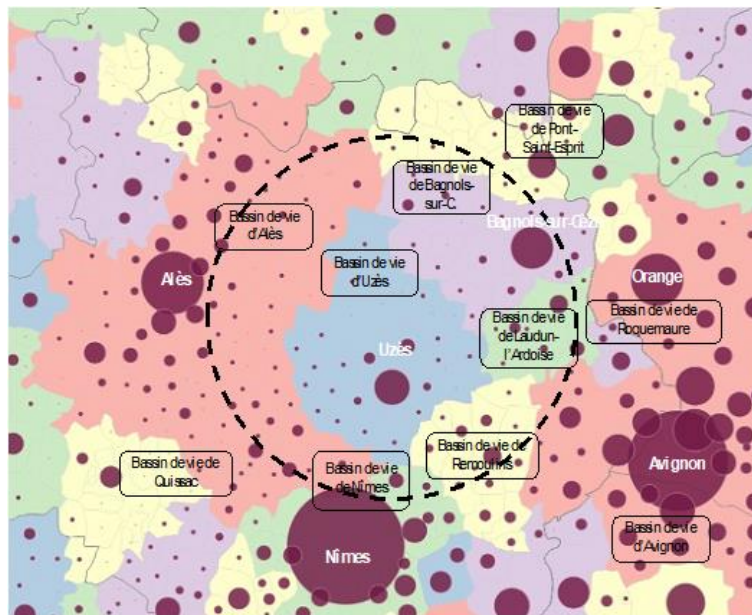 Bassin de vie
de Pont-
Saint-Esprit
Bassin de vie
de Bagnols-
sur-C.
Bagnols-sur-Cèze
Bassin de vie
d'Alès
Bassin de vie
d'Uzès
Alès
Orange
Bassin de vie de
Roquemaure
Bassin de vie
de Laudun-
l'Ardoise
Uzès
Bassin de vie de
Quissac
Bassin de vie
de Nîmes
Bassin de vie de
Remoulins
Avignon
Bassin de vie
d'Avignon
Nîmes